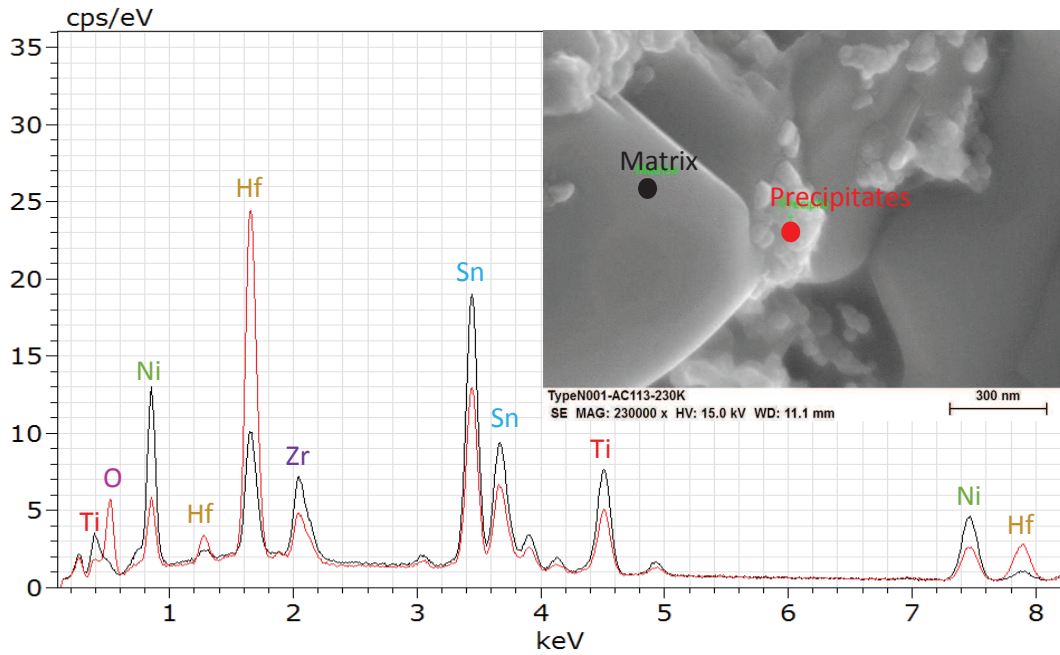 cps/eV
35
30
25
20
15
10
5
0
1 2 3 4 5 6 7 8
keV
Ti
O
Ni
Hf
Hf
Zr
Sn
Sn
Ti
Ni
Hf
Matrix
Precipitates
TypeN001-AC113-230K
SE MAG: 230000 x HV: 15.0 kV WD: 11.1 mm
300 nm